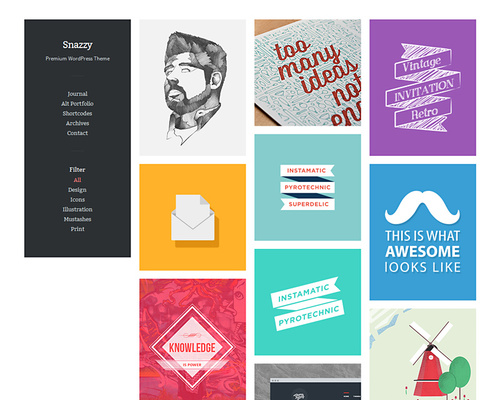 Snazzy
Premium WordPress Theme
Journal
Alt Portfolio
Shortcodes
Archives
Contact
Filter
All
Design
Icons
Illustration
Mustashes
Print
too
many
ideas
not
Vintage
INVITATION
Retro
INSTAMATIC
PYROTECHNIC
SUPERDELIC
THIS IS WHAT
AWESOME
lOOKS LIKE
INSTAMATIC
PYROTECHNIC
KNOWLEDGE
IS POWER